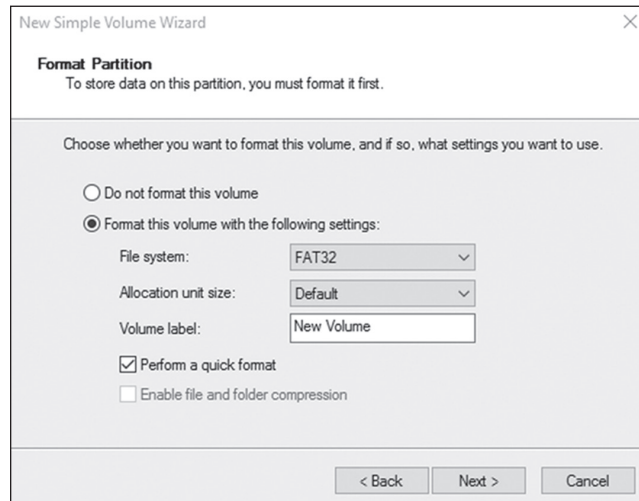 New Simple Volume Wizard
Format Partition
To store data on this partition, you must format it first.
Choose whether you want to format this volume, and if so, what settings you want to use.
Do not format this volume
Format this volume with the following settings:
File system: FAT32
Allocation unit size: Default
Volume label: New Volume
Perform a quick format
Enable file and folder compression
< Back Next > Cancel